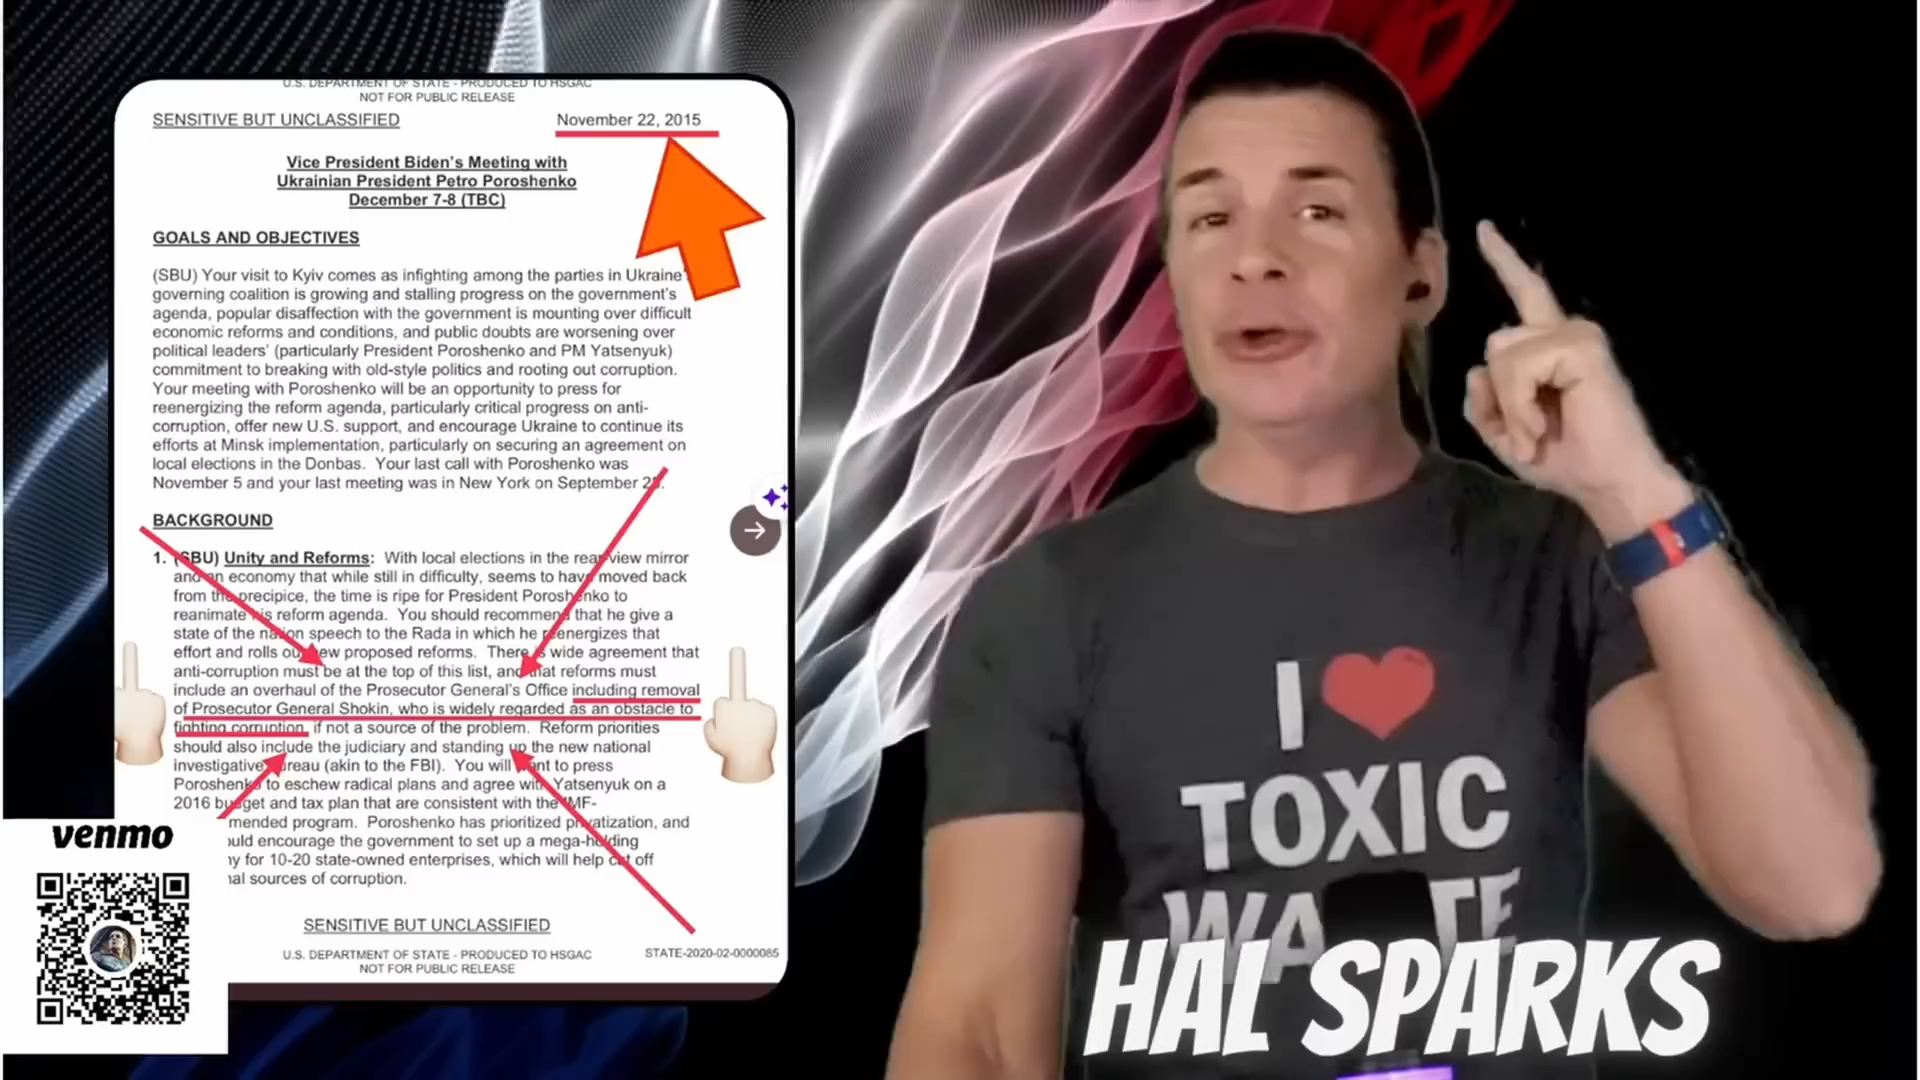 U.S. DEPARTMENT OF STATE - PRODUCED TO HSGAC
NOT FOR PUBLIC RELEASE
SENSITIVE BUT UNCLASSIFIED
November 22, 2015
Vice President Biden's Meeting with
Ukrainian President Petro Poroshenko
December 7-8 (TBC)
GOALS AND OBJECTIVES
(SBU) Your visit to Kyiv comes as infighting among the parties in Ukraine'
governing coalition is growing and stalling progress on the government's
agenda, popular disaffection with the government is mounting over difficult
economic reforms and conditions, and public doubts are worsening over
political leaders' (particularly President Poroshenko and PM Yatsenyuk)
commitment to breaking with old-style politics and rooting out corruption.
Your meeting with Poroshenko will be an opportunity to press for
reenergizing the reform agenda, particularly critical progress on anti-
corruption, offer new U.S. support, and encourage Ukraine to continue its
efforts at Minsk implementation, particularly on securing an agreement on
local elections in the Donbas. Your last call with Poroshenko was
November 5 and your last meeting was in New York on September
BACKGROUND
1. (SBU) Unity and Reforms: With local elections in the rear view mirror
and an economy that while still in difficulty, seems to have moved back
from the precipice, the time is ripe for President Poroshenko to
reanimate his reform agenda. You should recommend that he give a
state of the nation speech to the Rada in which he reenergizes that
effort and rolls out new proposed reforms. There is wide agreement that
anti-corruption must be at the top of this list, and that reforms must
include an overhaul of the Prosecutor General's Office including removal
of Prosecutor General Shokin, who is widely regarded as an obstacle to
fighting corruption, if not a source of the problem. Reform priorities
should also include the judiciary and standing up the new national
investigative bureau (akin to the FBI). You will want to press
Poroshenko to eschew radical plans and agree with Yatsenyuk on a
2016 budget and tax plan that are consistent with the IMF-
mended program. Poroshenko has prioritized privatization, and
uld encourage the government to set up a mega-holding
ny for 10-20 state-owned enterprises, which will help cut off
nal sources of corruption.
SENSITIVE BUT UNCLASSIFIED
U.S. DEPARTMENT OF STATE - PRODUCED TO HSGAC
STATE-2020-02-0000085
NOT FOR PUBLIC RELEASE
venmo
I
TOXIC
WA TE
HAL SPARKS